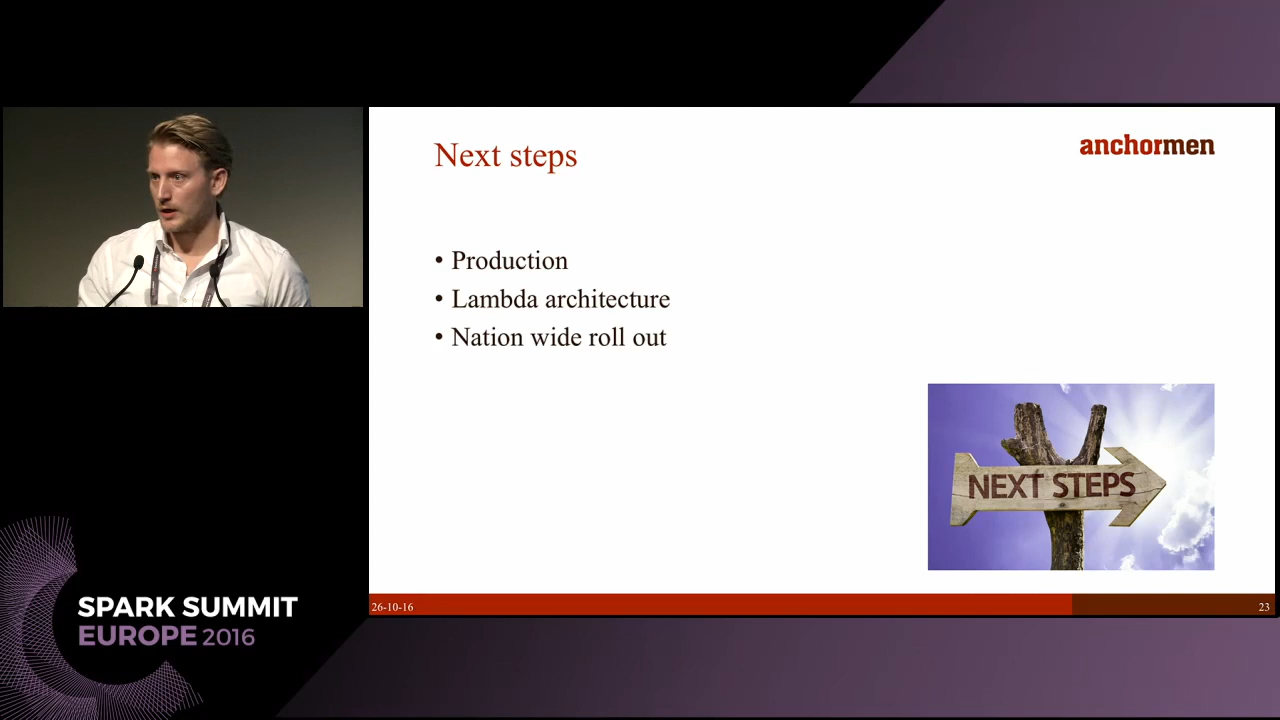 Next steps
anchormen
• Production
• Lambda architecture
• Nation wide roll out
NEXT STEPS
26-10-16
23
SPARK SUMMIT
EUROPE 2016